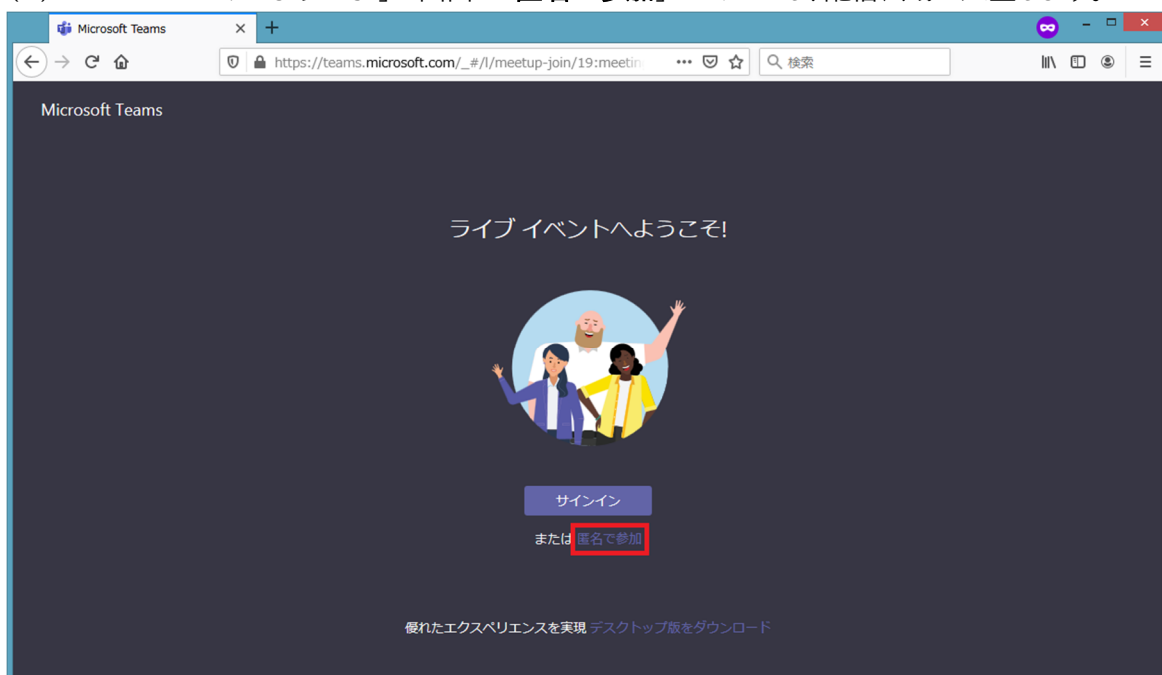 Microsoft Teams
https://teams.microsoft.com/_#/l/meetup-join/19:meetin
検索
Microsoft Teams
ライブ イベントへようこそ!
サインイン
または 匿名で参加
優れたエクスペリエンスを実現 デスクトップ版をダウンロード